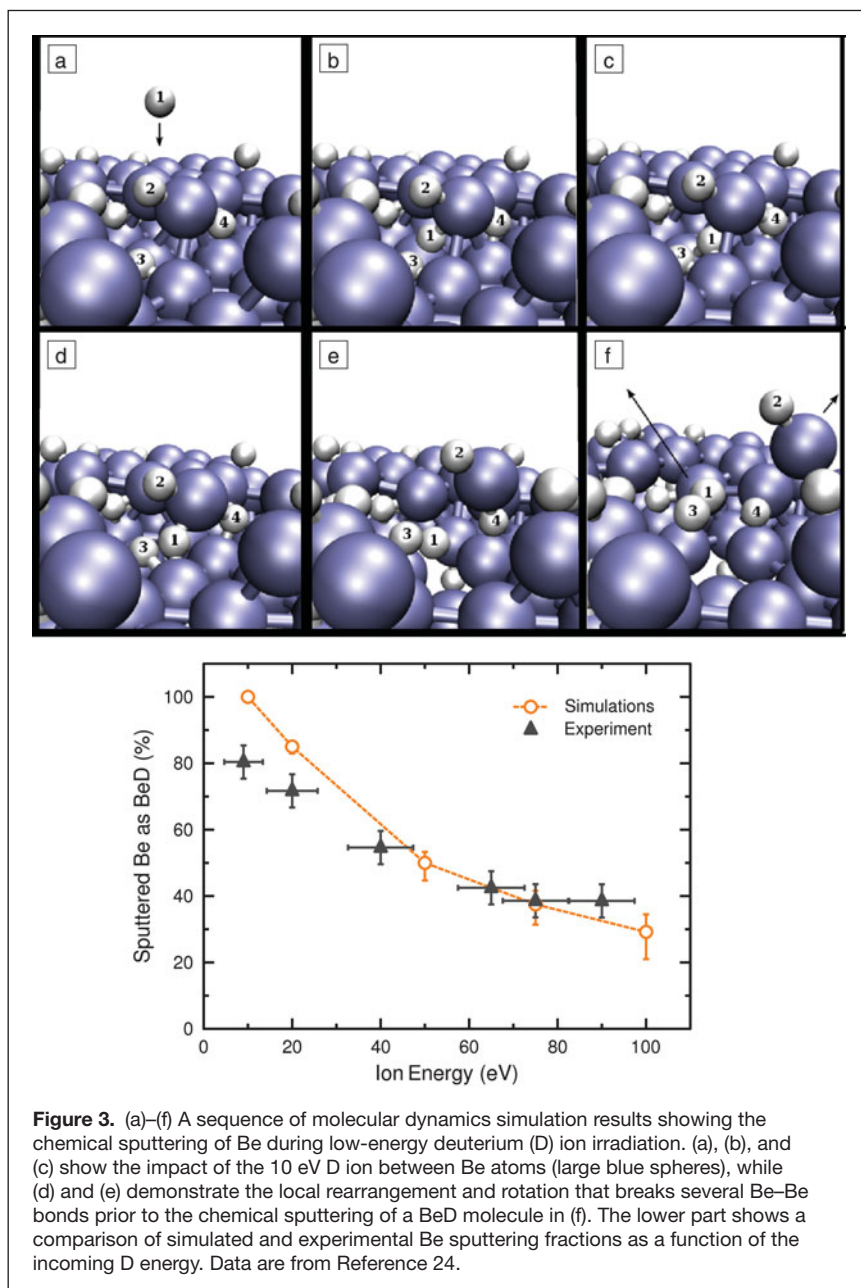 a
b
c
1
2
4
3
2
4
1
3
2
4
3
1
d
e
f
2
4
3
1
2
4
3
1
2
1
3
4
100
80
60
40
20
0
Sputtered Be as BeD (%)
Simulations
Experiment
0 20 40 60 80 100
Ion Energy (eV)
Figure 3. (a)–(f) A sequence of molecular dynamics simulation results showing the
chemical sputtering of Be during low-energy deuterium (D) ion irradiation. (a), (b), and
(c) show the impact of the 10 eV D ion between Be atoms (large blue spheres), while
(d) and (e) demonstrate the local rearrangement and rotation that breaks several Be–Be
bonds prior to the chemical sputtering of a BeD molecule in (f). The lower part shows a
comparison of simulated and experimental Be sputtering fractions as a function of the
incoming D energy. Data are from Reference 24.